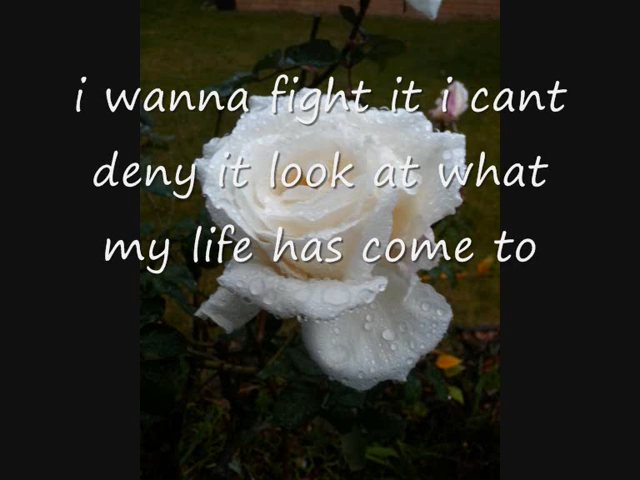 i wanna fight it i cant
deny it look at what
my life has come to